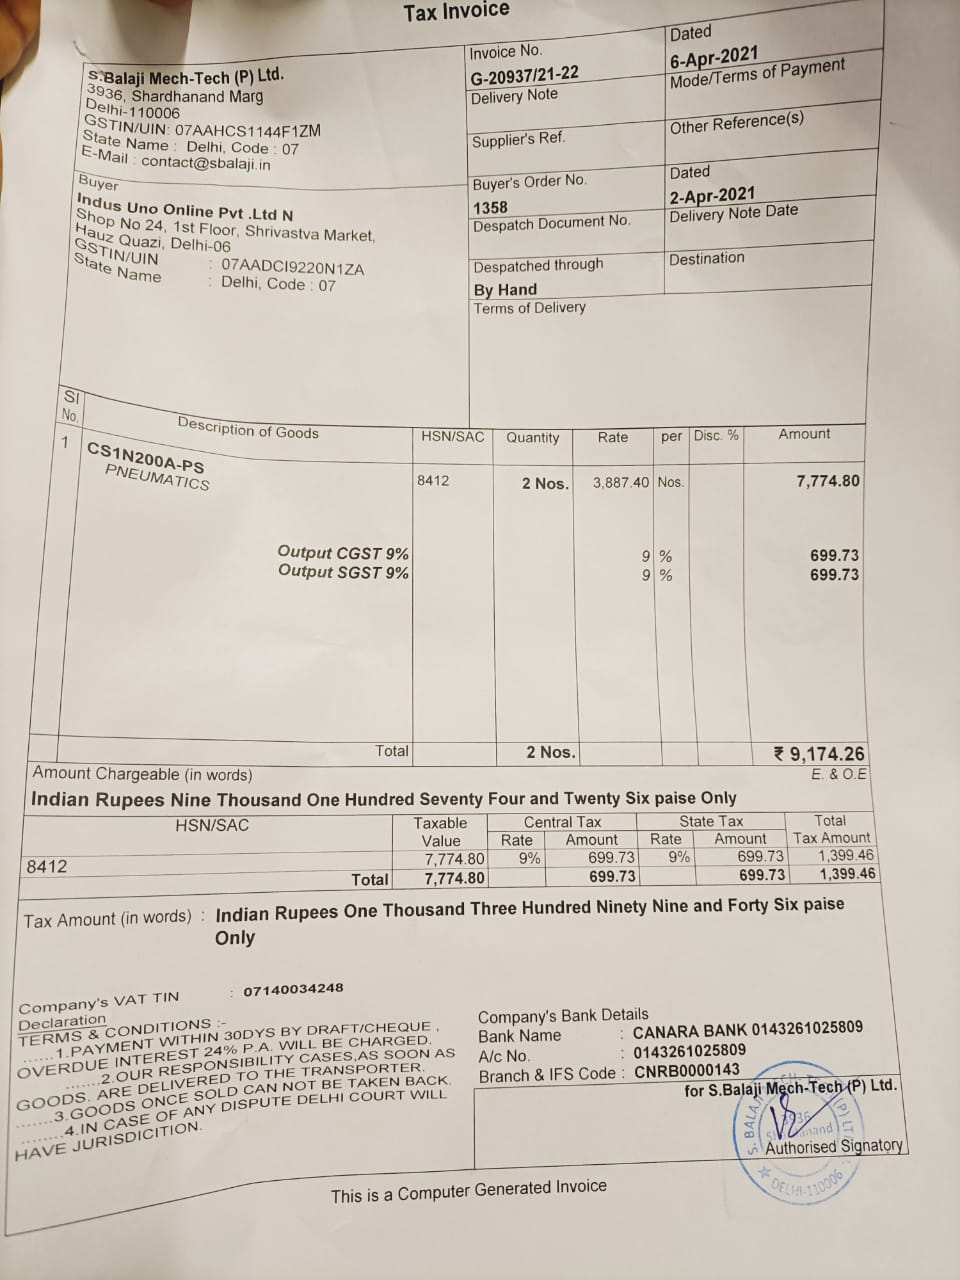 Tax Invoice
S.Balaji Mech-Tech (P) Ltd.
3936, Shardhanand Marg
Delhi-110006
GSTIN/UIN: 07AAHCS1144F1ZM
State Name : Delhi, Code : 07
E-Mail : contact@sbalaji.in
Invoice No.
G-20937/21-22
Dated
6-Apr-2021
Delivery Note
Mode/Terms of Payment
Supplier's Ref.
Other Reference(s)
Buyer
Indus Uno Online Pvt .Ltd N
Shop No 24, 1st Floor, Shrivastva Market,
Hauz Quazi, Delhi-06
GSTIN/UIN : 07AADCI9220N1ZA
State Name : Delhi, Code : 07
Buyer's Order No.
1358
Dated
2-Apr-2021
Despatch Document No.
Delivery Note Date
Despatched through
By Hand
Destination
Terms of Delivery
Sl No. Description of Goods HSN/SAC Quantity Rate per Disc. % Amount
1 CS1N200A-PS 8412 2 Nos. 3,887.40 Nos. 7,774.80
PNEUMATICS
Output CGST 9% 9 % 699.73
Output SGST 9% 9 % 699.73
Total 2 Nos. ₹ 9,174.26
Amount Chargeable (in words) E. & O.E
Indian Rupees Nine Thousand One Hundred Seventy Four and Twenty Six paise Only
HSN/SAC Taxable Value Central Tax State Tax Total Tax Amount
Rate Amount Rate Amount
8412 7,774.80 9% 699.73 9% 699.73 1,399.46
Total 7,774.80 699.73 699.73 1,399.46
Tax Amount (in words) : Indian Rupees One Thousand Three Hundred Ninety Nine and Forty Six paise
Only
Company's VAT TIN : 07140034248
Declaration
TERMS & CONDITIONS :-
......1.PAYMENT WITHIN 30DYS BY DRAFT/CHEQUE ,
OVERDUE INTEREST 24% P.A. WILL BE CHARGED.
........2.OUR RESPONSIBILITY CASES,AS SOON AS
GOODS. ARE DELIVERED TO THE TRANSPORTER.
........3.GOODS ONCE SOLD CAN NOT BE TAKEN BACK.
........4.IN CASE OF ANY DISPUTE DELHI COURT WILL
HAVE JURISDICITION.
Company's Bank Details
Bank Name : CANARA BANK 0143261025809
A/c No. : 0143261025809
Branch & IFS Code : CNRB0000143
for S.Balaji Mech-Tech (P) Ltd.
S. BALAJI (P) LTD
3936
DELHI-110006
Authorised Signatory
This is a Computer Generated Invoice